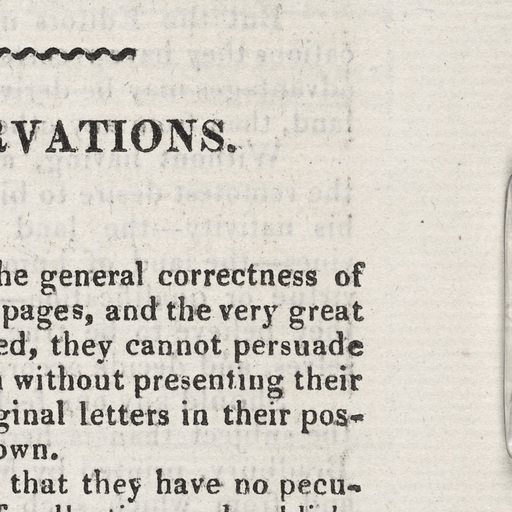 RVATIONS.
he general correctness of
pages, and the very great
ed, they cannot persuade
without presenting their
ginal letters in their pos-
own.
that they have no pecu-